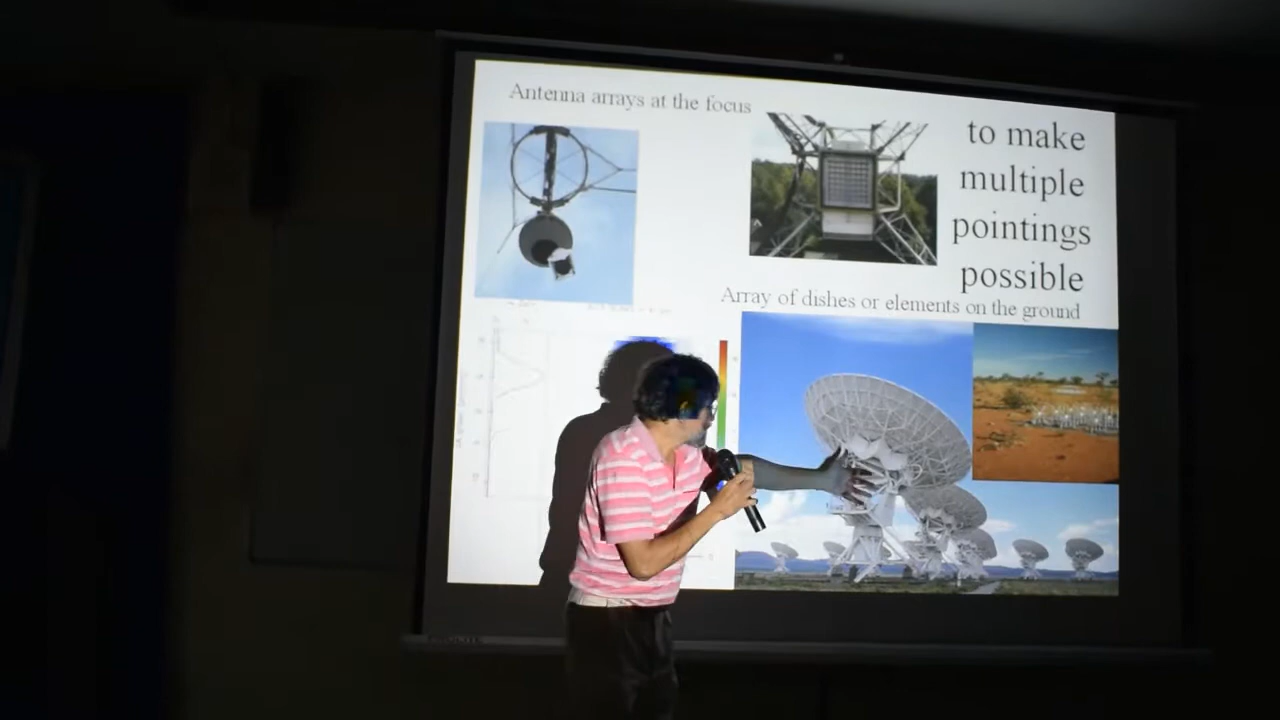 Antenna arrays at the focus
to make
multiple
pointings
possible
Array of dishes or elements on the ground